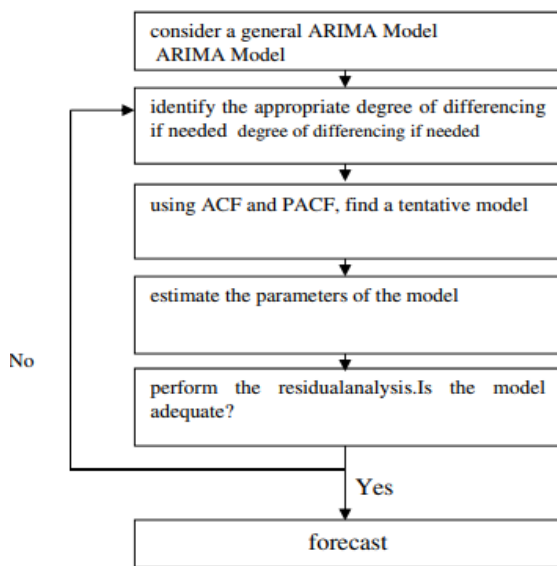 consider a general ARIMA Model
ARIMA Model
identify the appropriate degree of differencing
if needed degree of differencing if needed
using ACF and PACF, find a tentative model
estimate the parameters of the model
No
perform the residualanalysis.Is the model
adequate?
Yes
forecast